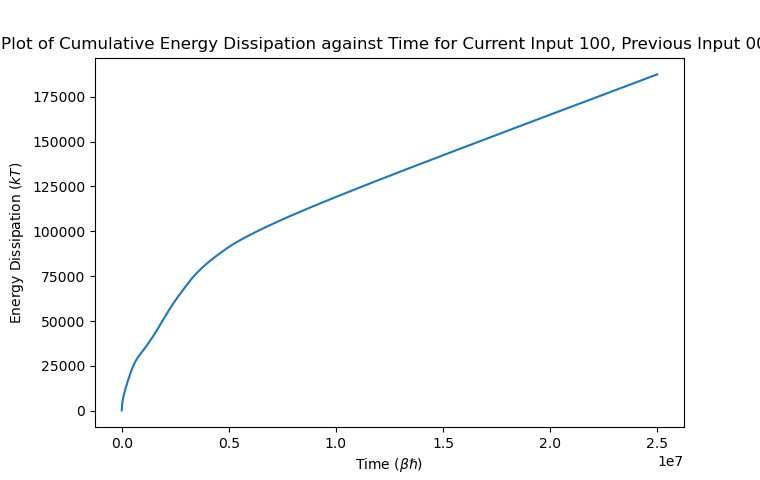 Plot of Cumulative Energy Dissipation against Time for Current Input 100, Previous Input 00
175000
150000
125000
100000
75000
50000
25000
0
Energy Dissipation (kT)
0.0 0.5 1.0 1.5 2.0 2.5
1e7
Time (βℏ)